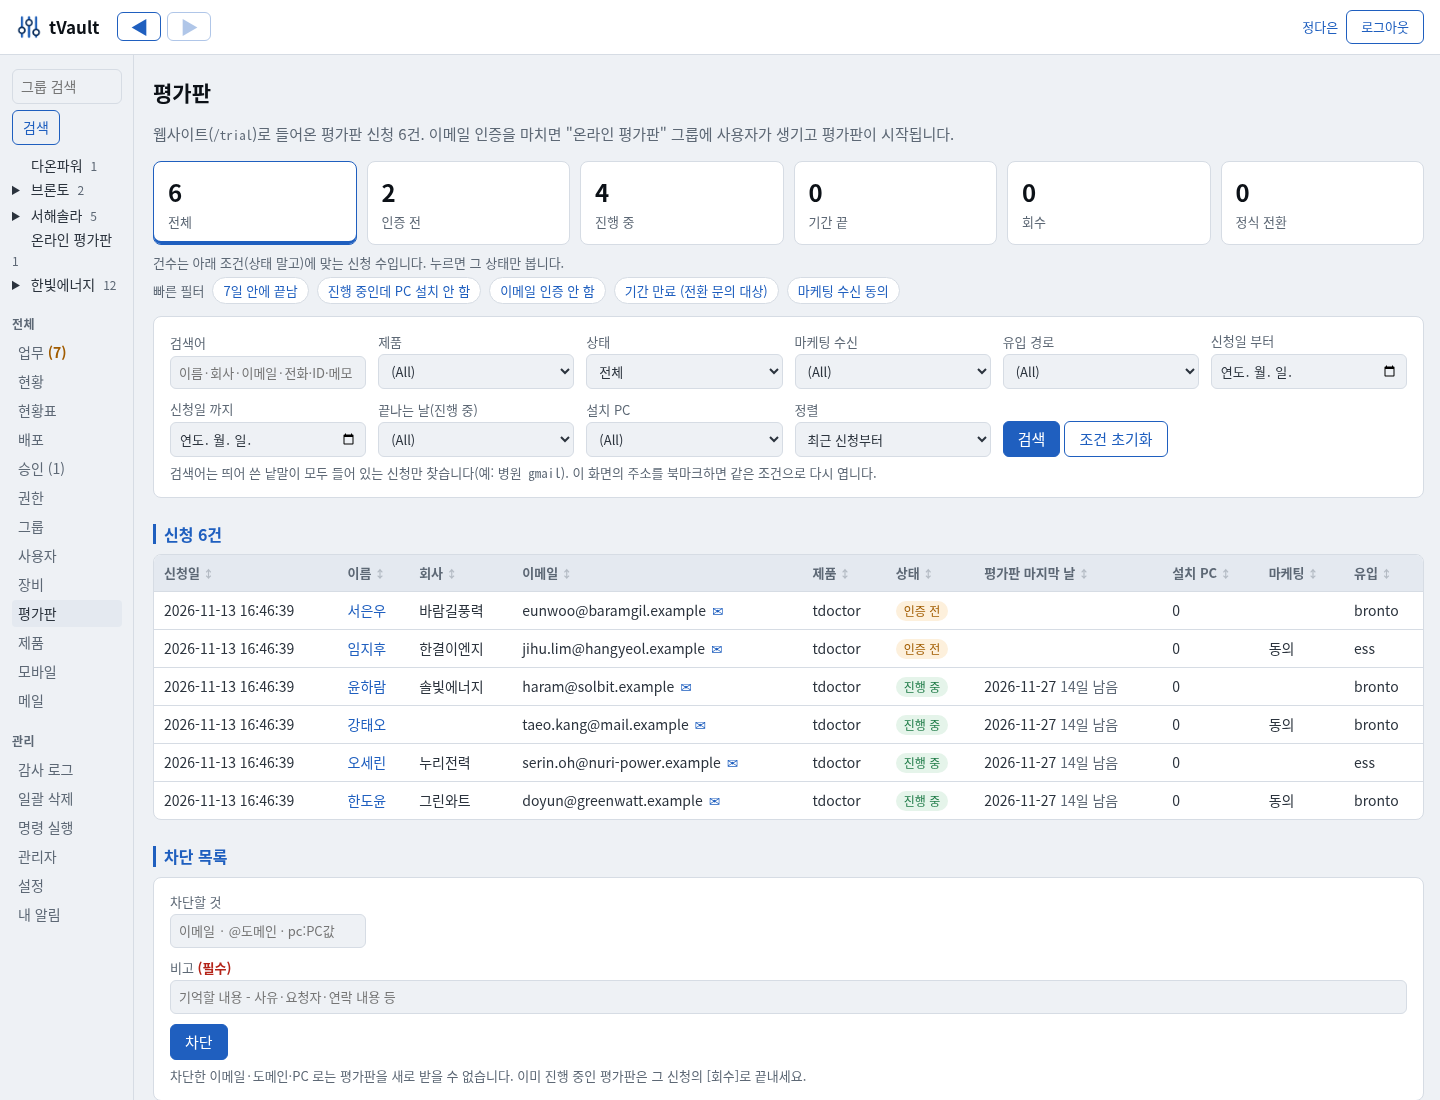 tVault ◀ ▶ 정다은 로그아웃
그룹 검색
검색
다온파워 1
▶ 브론토 2
▶ 서해솔라 5
온라인 평가판 1
▶ 한빛에너지 12
전체
업무 (7)
현황
현황표
배포
승인 (1)
권한
그룹
사용자
장비
평가판
제품
모바일
메일
관리
감사 로그
일괄 삭제
명령 실행
관리자
설정
내 알림
평가판
웹사이트(/trial)로 들어온 평가판 신청 6건. 이메일 인증을 마치면 "온라인 평가판" 그룹에 사용자가 생기고 평가판이 시작됩니다.
6 2 4 0 0 0
전체 인증 전 진행 중 기간 끝 회수 정식 전환
건수는 아래 조건(상태 말고)에 맞는 신청 수입니다. 누르면 그 상태만 봅니다.
빠른 필터 7일 안에 끝남 진행 중인데 PC 설치 안 함 이메일 인증 안 함 기간 만료 (전환 문의 대상) 마케팅 수신 동의
검색어 제품 상태 마케팅 수신 유입 경로 신청일 부터
이름·회사·이메일·전화·ID·메모 (All) 전체 (All) (All) 연도. 월. 일.
신청일 까지 끝나는 날(진행 중) 설치 PC 정렬
연도. 월. 일. (All) (All) 최근 신청부터 검색 조건 초기화
검색어는 띄어 쓴 낱말이 모두 들어 있는 신청만 찾습니다(예: 병원 gmail). 이 화면의 주소를 북마크하면 같은 조건으로 다시 엽니다.
신청 6건
신청일 ↕ 이름 ↕ 회사 ↕ 이메일 ↕ 제품 ↕ 상태 ↕ 평가판 마지막 날 ↕ 설치 PC ↕ 마케팅 ↕ 유입 ↕
2026-11-13 16:46:39 서은우 바람길풍력 eunwoo@baramgil.example ✉ tdoctor 인증 전 0 bronto
2026-11-13 16:46:39 임지후 한결이엔지 jihu.lim@hangyeol.example ✉ tdoctor 인증 전 0 동의 ess
2026-11-13 16:46:39 윤하람 솔빛에너지 haram@solbit.example ✉ tdoctor 진행 중 2026-11-27 14일 남음 0 bronto
2026-11-13 16:46:39 강태오 taeo.kang@mail.example ✉ tdoctor 진행 중 2026-11-27 14일 남음 0 동의 bronto
2026-11-13 16:46:39 오세린 누리전력 serin.oh@nuri-power.example ✉ tdoctor 진행 중 2026-11-27 14일 남음 0 ess
2026-11-13 16:46:39 한도윤 그린와트 doyun@greenwatt.example ✉ tdoctor 진행 중 2026-11-27 14일 남음 0 동의 bronto
차단 목록
차단할 것
이메일 · @도메인 · pc:PC값
비고 (필수)
기억할 내용 - 사유·요청자·연락 내용 등
차단
차단한 이메일·도메인·PC 로는 평가판을 새로 받을 수 없습니다. 이미 진행 중인 평가판은 그 신청의 [회수]로 끝내세요.